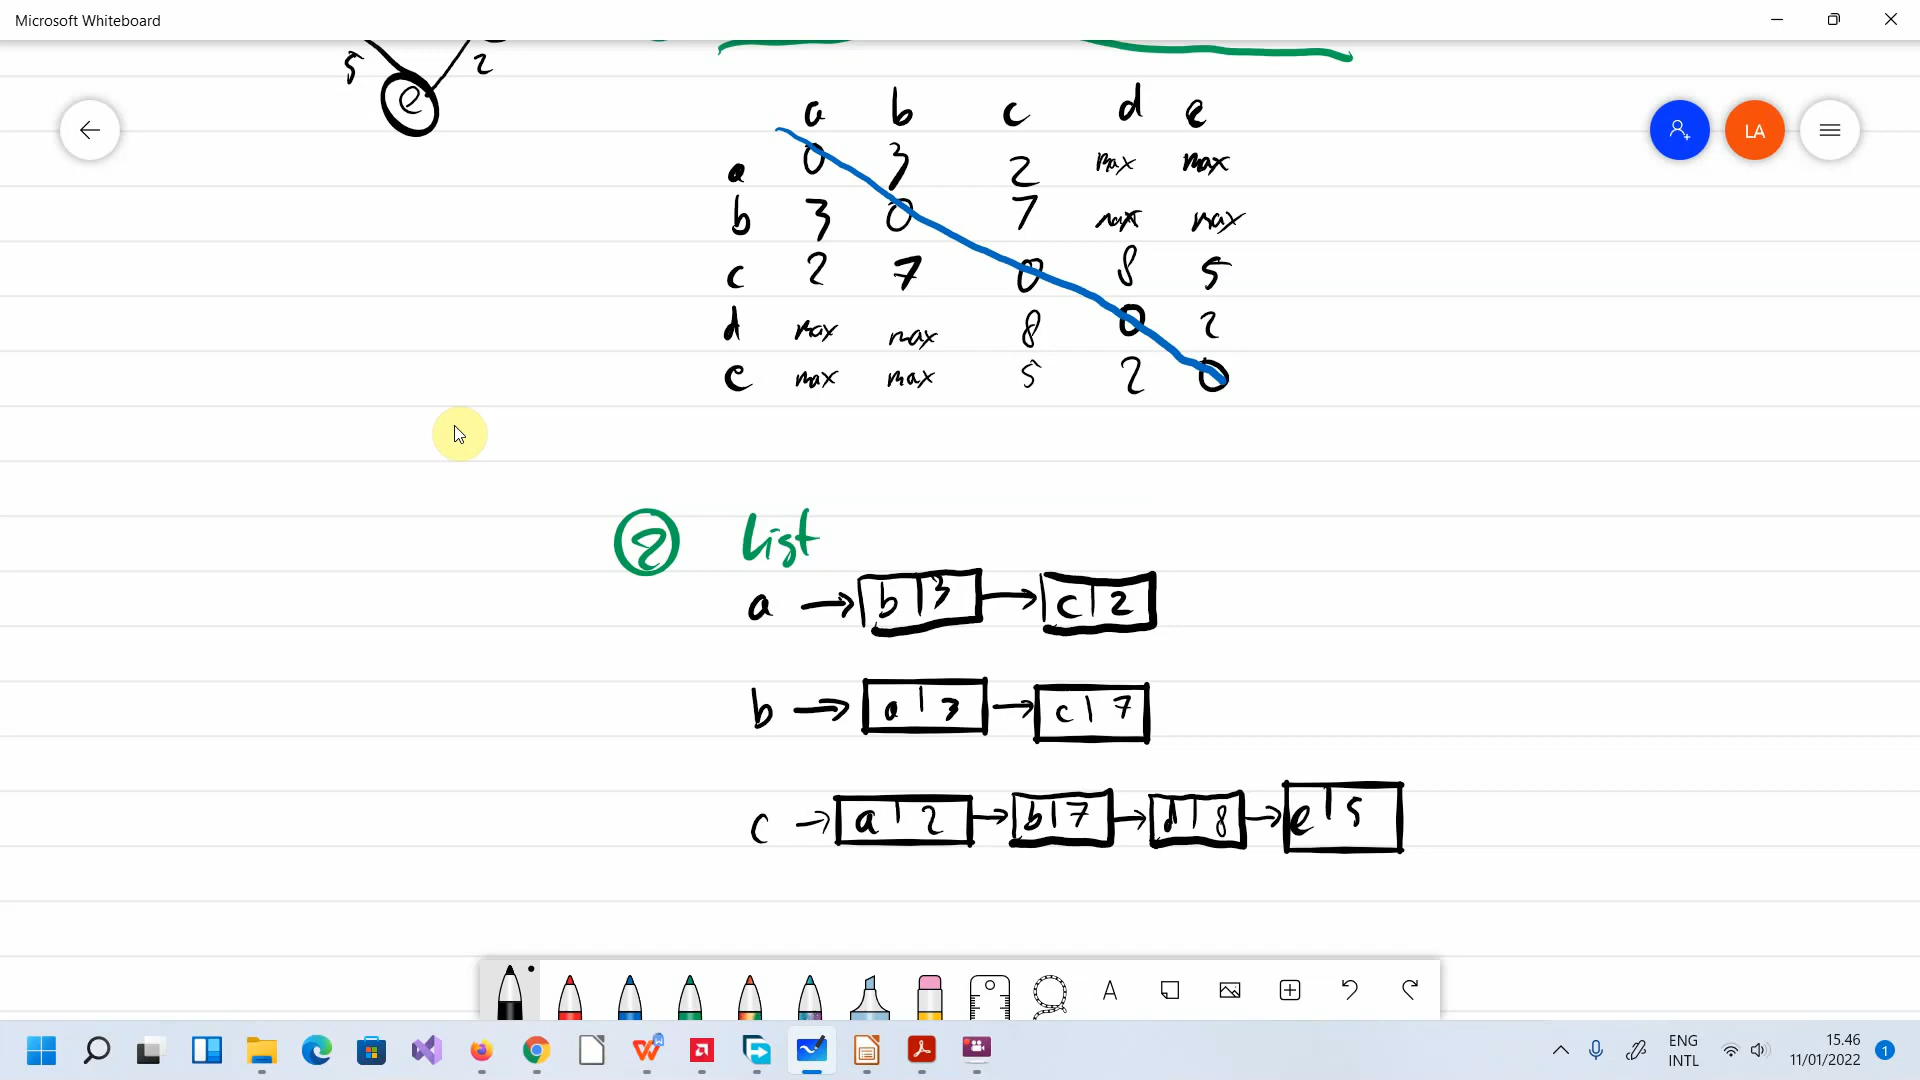 Microsoft Whiteboard
5 2
e
LA
a b c d e
a 0 3 2 max max
b 3 0 7 max max
c 2 7 0 8 5
d max max 8 0 2
e max max 5 2 0
2 List
a → b | 3 → c | 2
b → a | 3 → c | 7
c → a | 2 → b | 7 → d | 8 → e | 5
A
ENG
INTL
15.46
11/01/2022
1